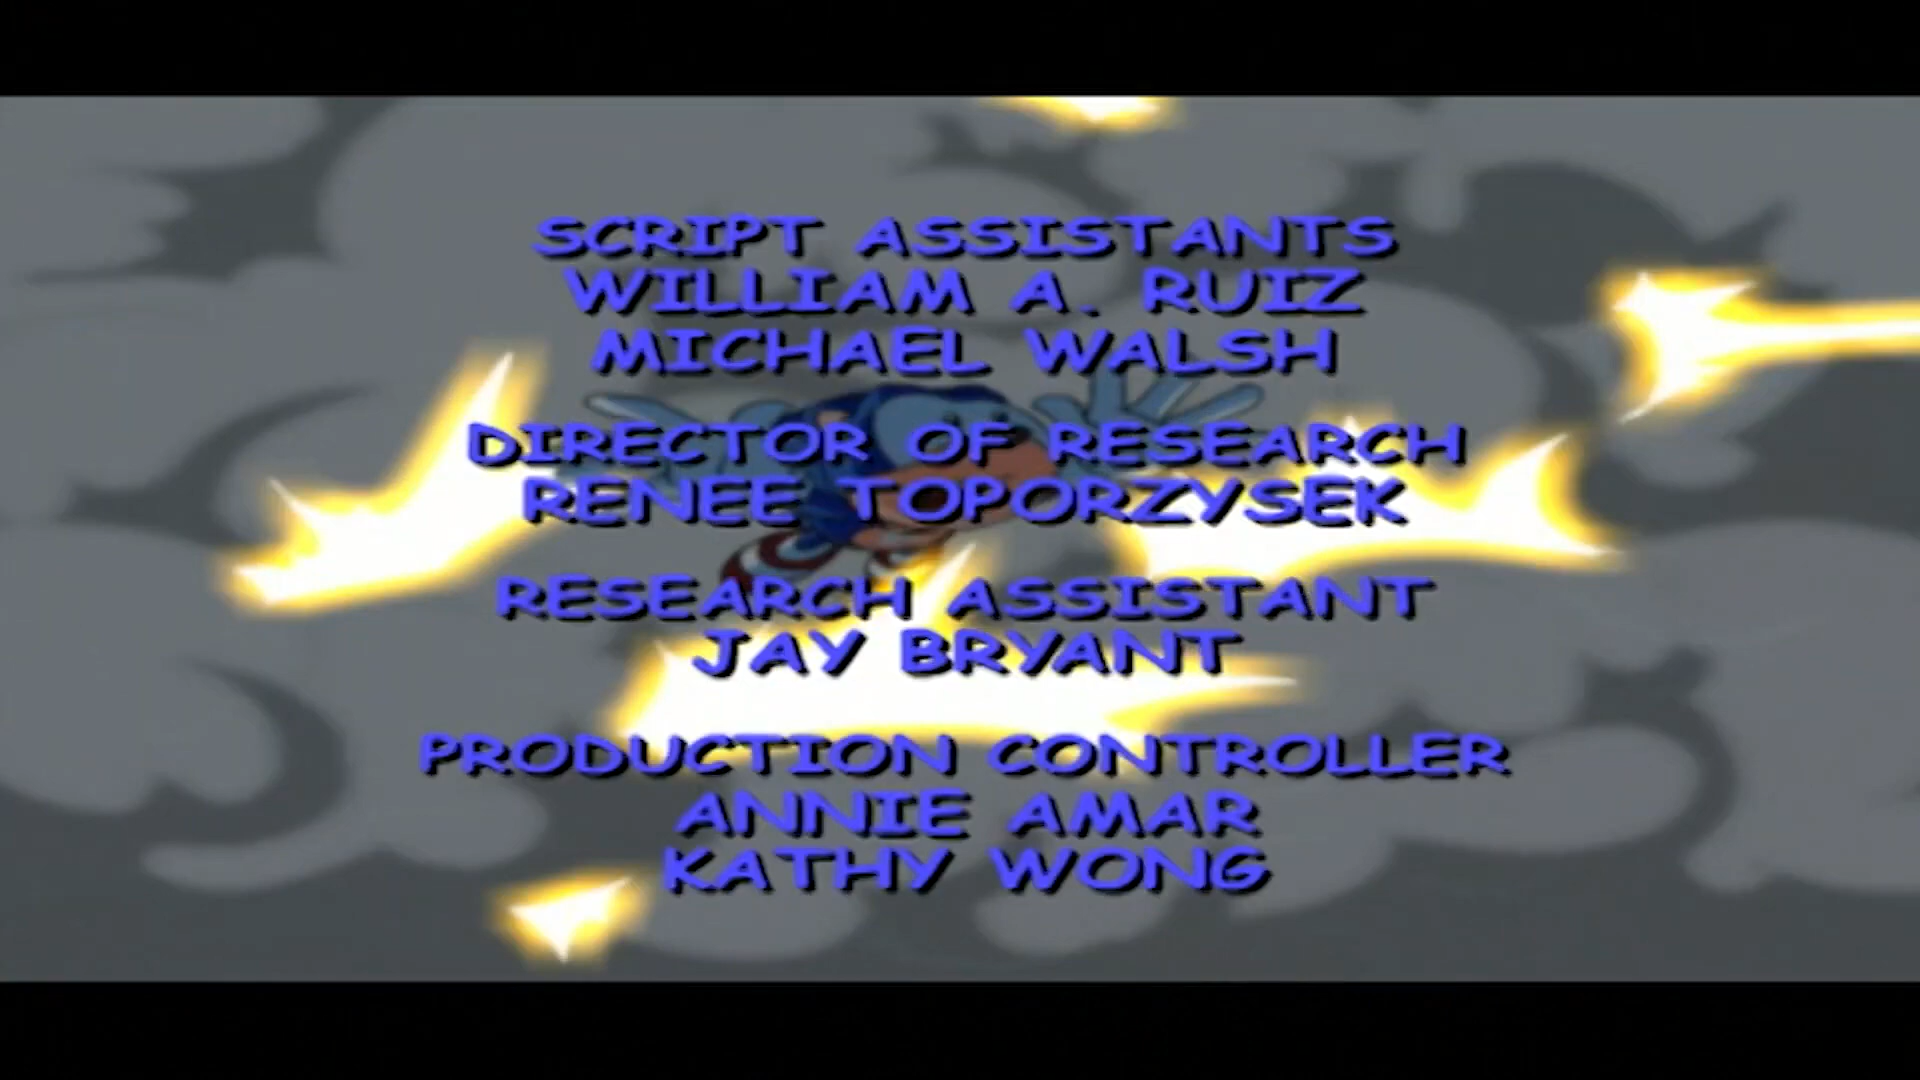 SCRIPT ASSISTANTS
WILLIAM A. RUIZ
MICHAEL WALSH
DIRECTOR OF RESEARCH
RENEE TOPORZYSEK
RESEARCH ASSISTANT
JAY BRYANT
PRODUCTION CONTROLLER
ANNIE AMAR
KATHY WONG